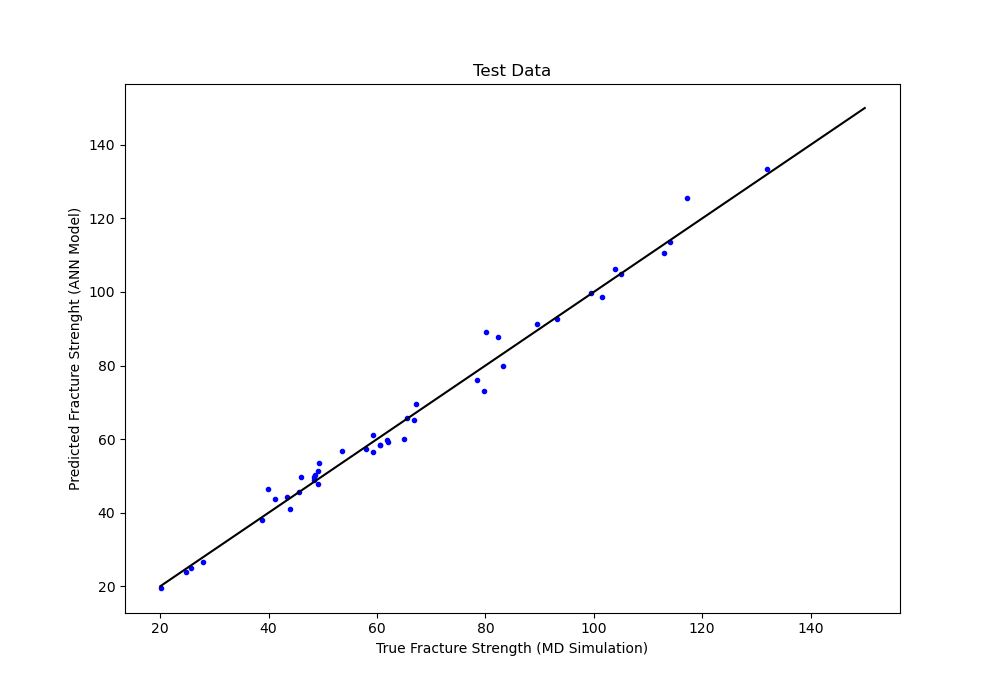 Test Data
Predicted Fracture Strenght (ANN Model)
140
120
100
80
60
40
20
20 40 60 80 100 120 140
True Fracture Strength (MD Simulation)